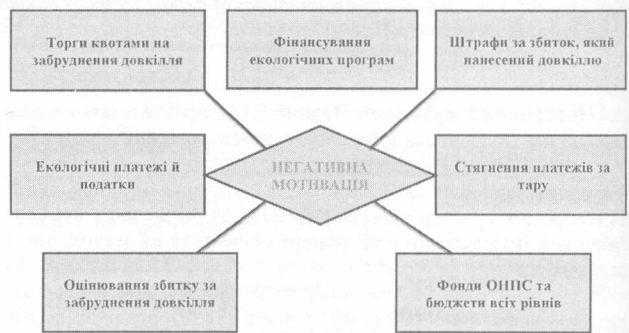 Торги квотами на
забруднення довкілля
Фінансування
екологічних програм
Штрафи за збиток, який
нанесений довкіллю
Екологічні платежі й
податки
НЕГАТИВНА
МОТИВАЦІЯ
Стягнення платежів за
тару
Оцінювання збитку за
забруднення довкілля
Фонди ОНПС та
бюджети всіх рівнів